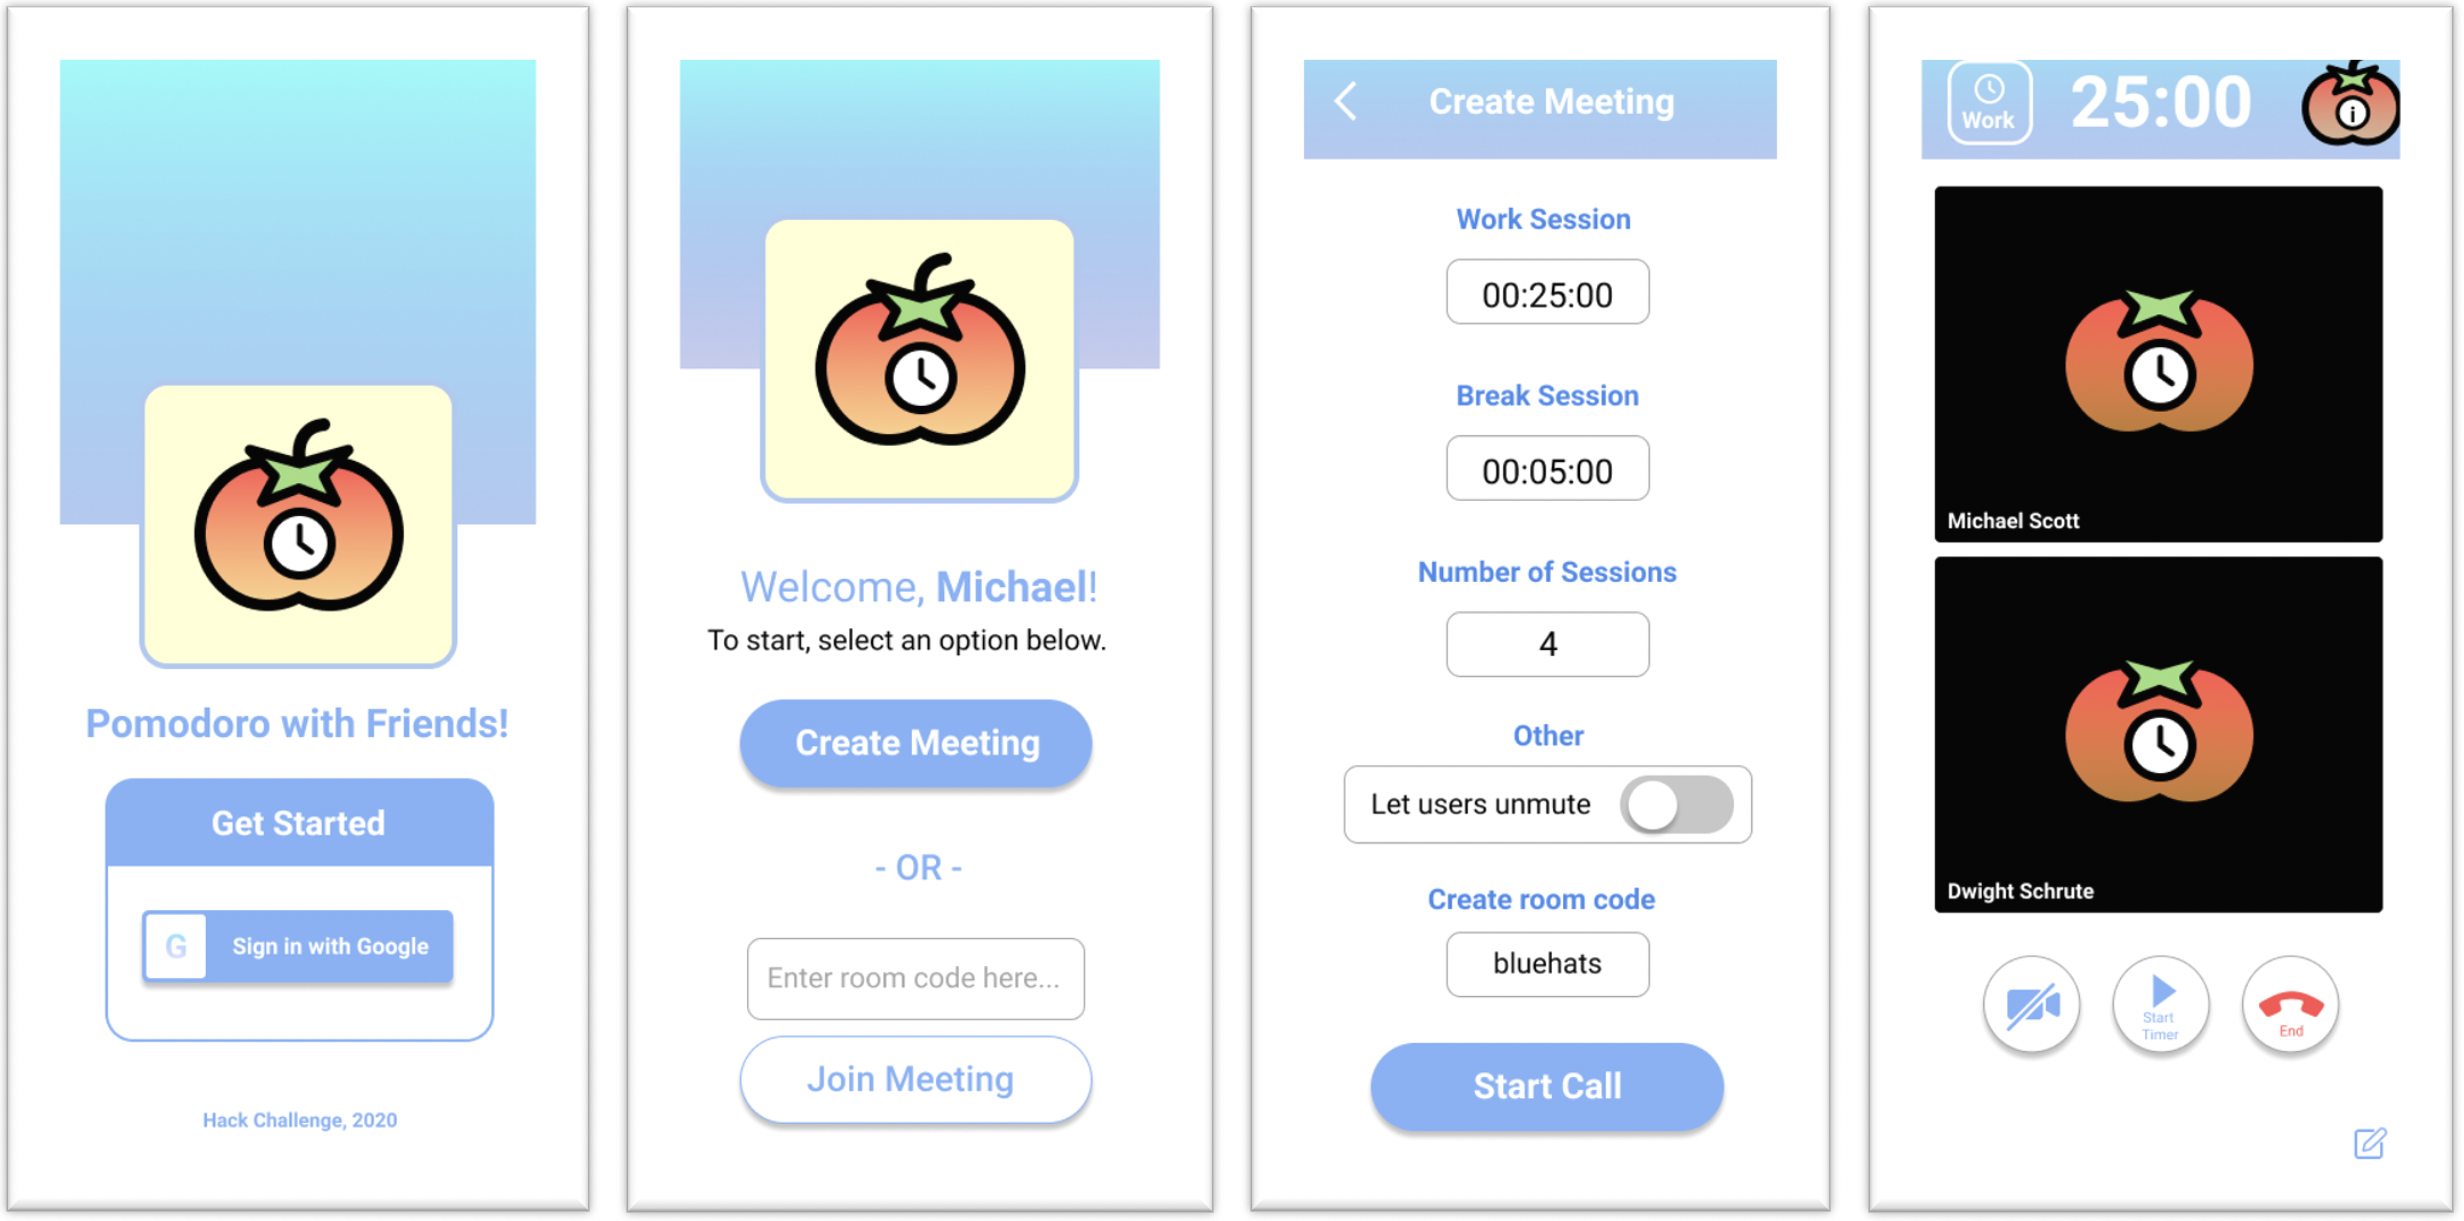 Pomodoro with Friends!
Get Started
G Sign in with Google
Hack Challenge, 2020
Welcome, Michael!
To start, select an option below.
Create Meeting
- OR -
Enter room code here...
Join Meeting
Create Meeting
Work Session
00:25:00
Break Session
00:05:00
Number of Sessions
4
Other
Let users unmute
Create room code
bluehats
Start Call
Work
25:00
i
Michael Scott
Dwight Schrute
Start
Timer
End